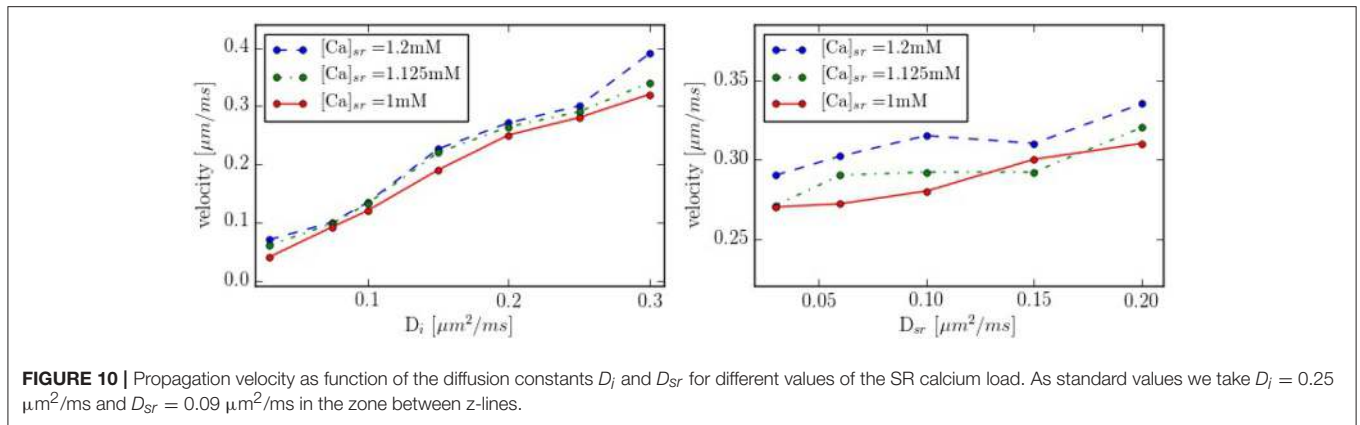 0.4
0.3
0.2
0.1
0.0
velocity [μm/ms]
[Ca]sr =1.2mM
[Ca]sr =1.125mM
[Ca]sr =1mM
0.1 0.2 0.3
Di [μm²/ms]
0.35
0.30
0.25
velocity [μm/ms]
[Ca]sr =1.2mM
[Ca]sr =1.125mM
[Ca]sr =1mM
0.05 0.10 0.15 0.20
Dsr [μm²/ms]
FIGURE 10 | Propagation velocity as function of the diffusion constants Di and Dsr for different values of the SR calcium load. As standard values we take Di = 0.25
μm²/ms and Dsr = 0.09 μm²/ms in the zone between z-lines.